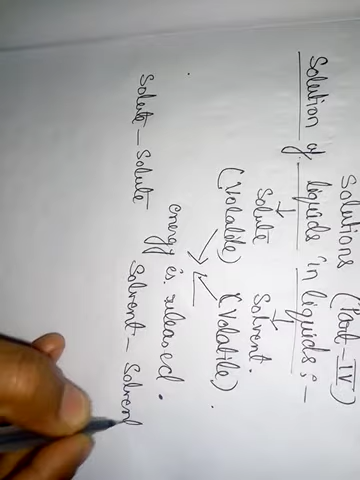 Solutions (Part-IV)
Solution of liquids in liquids :-
Solute Solvent.
(Volatile) (Volatile).
energy is released.
Solute - Solute Solvent - Solvent